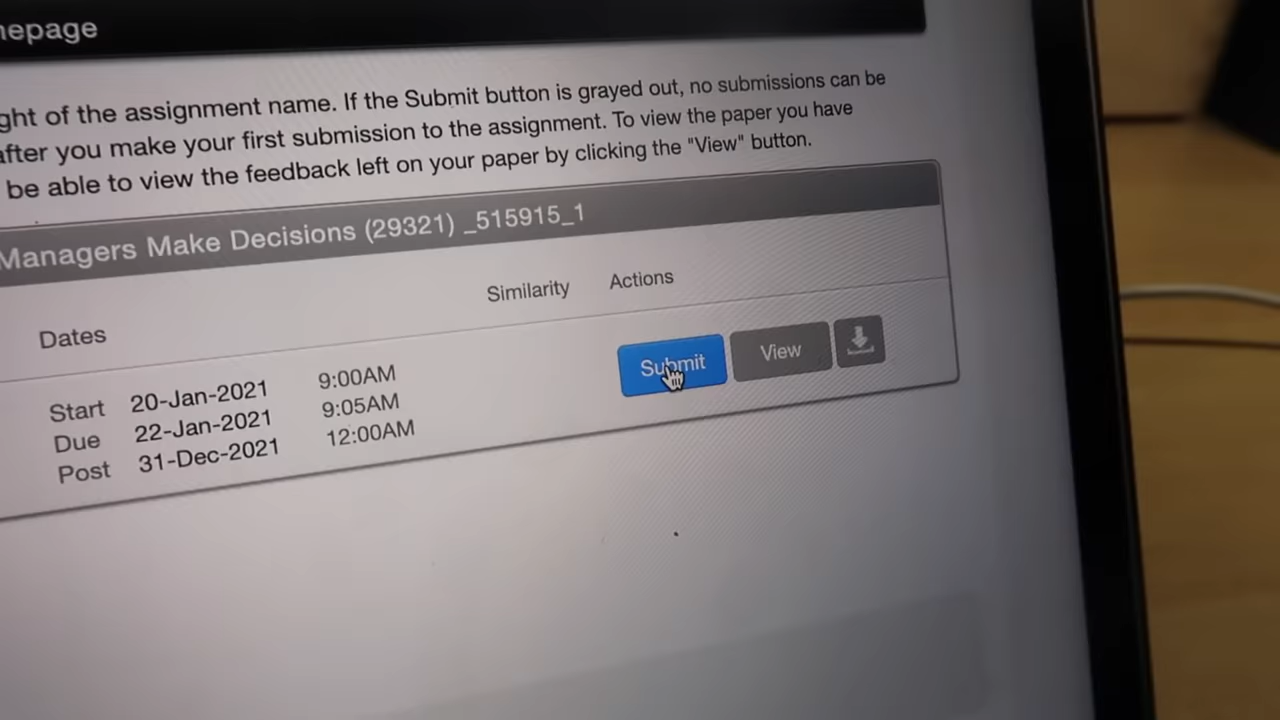 mepage
ght of the assignment name. If the Submit button is grayed out, no submissions can be
after you make your first submission to the assignment. To view the paper you have
be able to view the feedback left on your paper by clicking the "View" button.
Managers Make Decisions (29321) _515915_1
Dates Similarity Actions
Start 20-Jan-2021 9:00AM
Due 22-Jan-2021 9:05AM
Post 31-Dec-2021 12:00AM
Submit View